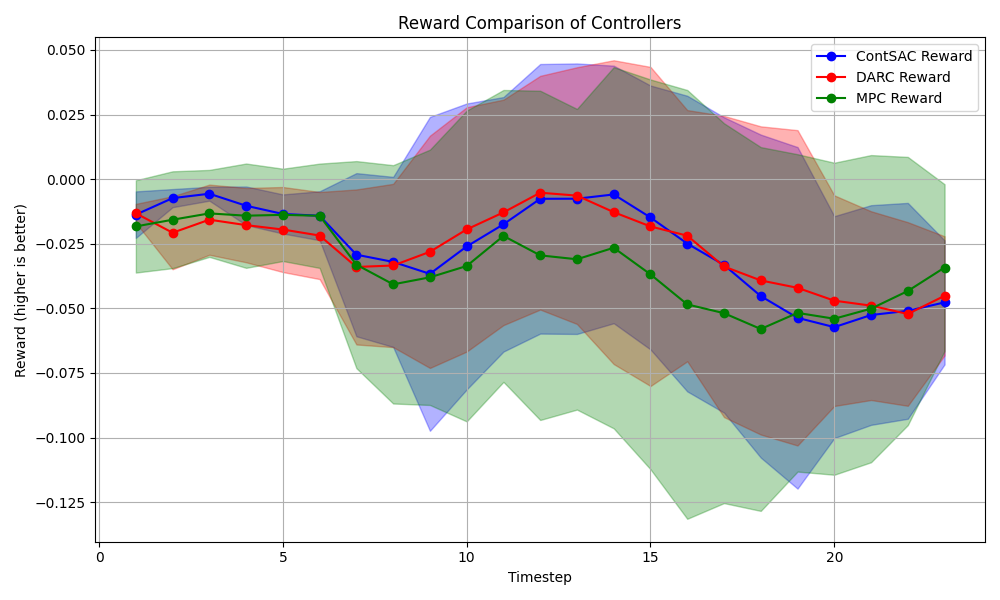 Reward Comparison of Controllers
Reward (higher is better)
0.050
0.025
0.000
−0.025
−0.050
−0.075
−0.100
−0.125
ContSAC Reward
DARC Reward
MPC Reward
0
5
10
15
20
Timestep